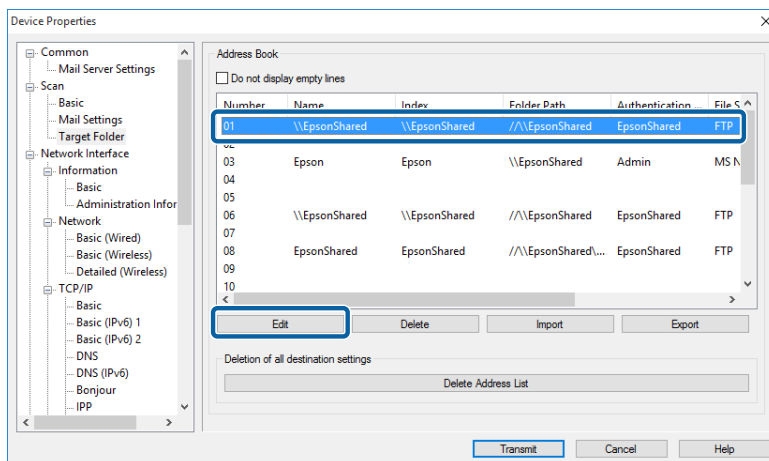 Device Properties
Common
Mail Server Settings
Scan
Basic
Mail Settings
Target Folder
Network Interface
Information
Basic
Administration Infor
Network
Basic (Wired)
Basic (Wireless)
Detailed (Wireless)
TCP/IP
Basic
Basic (IPv6) 1
Basic (IPv6) 2
DNS
DNS (IPv6)
Bonjour
IPP
Address Book
Do not display empty lines
Number Name Index Folder Path Authentication ... File S
01 \\EpsonShared \\EpsonShared //\\EpsonShared EpsonShared FTP
02
03 Epson Epson \\EpsonShared Admin MS N
04
05
06 \\EpsonShared \\EpsonShared //\\EpsonShared EpsonShared FTP
07
08 EpsonShared EpsonShared //\\EpsonShared\... EpsonShared FTP
09
10
Edit Delete Import Export
Deletion of all destination settings
Delete Address List
Transmit Cancel Help